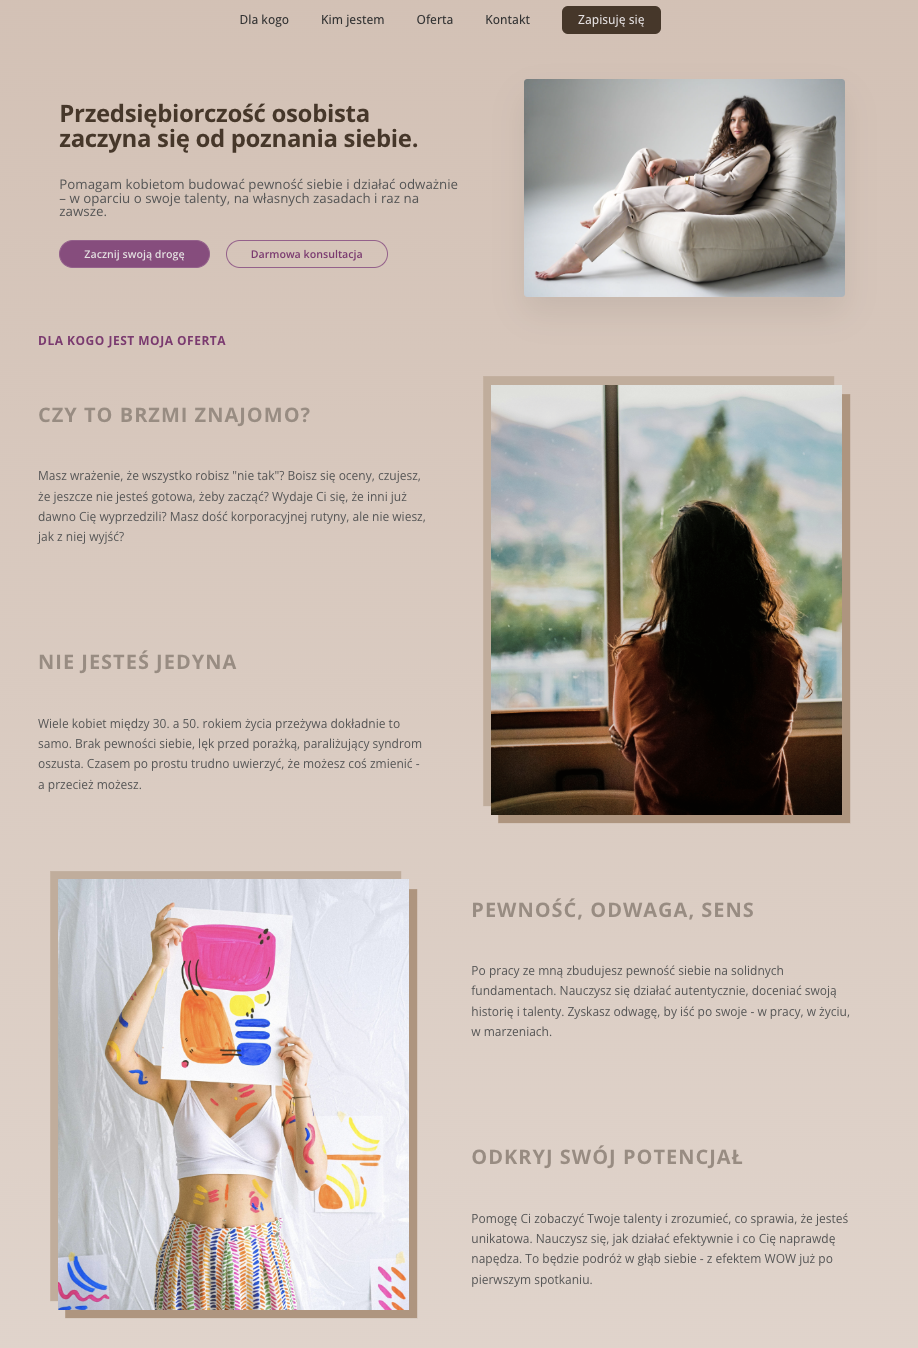 Dla kogo Kim jestem Oferta Kontakt Zapisuję się
Przedsiębiorczość osobista
zaczyna się od poznania siebie.
Pomagam kobietom budować pewność siebie i działać odważnie
– w oparciu o swoje talenty, na własnych zasadach i raz na
zawsze.
Zacznij swoją drogę Darmowa konsultacja
DLA KOGO JEST MOJA OFERTA
CZY TO BRZMI ZNAJOMO?
Masz wrażenie, że wszystko robisz "nie tak"? Boisz się oceny, czujesz,
że jeszcze nie jesteś gotowa, żeby zacząć? Wydaje Ci się, że inni już
dawno Cię wyprzedzili? Masz dość korporacyjnej rutyny, ale nie wiesz,
jak z niej wyjść?
NIE JESTEŚ JEDYNA
Wiele kobiet między 30. a 50. rokiem życia przeżywa dokładnie to
samo. Brak pewności siebie, lęk przed porażką, paraliżujący syndrom
oszusta. Czasem po prostu trudno uwierzyć, że możesz coś zmienić -
a przecież możesz.
PEWNOŚĆ, ODWAGA, SENS
Po pracy ze mną zbudujesz pewność siebie na solidnych
fundamentach. Nauczysz się działać autentycznie, doceniać swoją
historię i talenty. Zyskasz odwagę, by iść po swoje - w pracy, w życiu,
w marzeniach.
ODKRYJ SWÓJ POTENCJAŁ
Pomogę Ci zobaczyć Twoje talenty i zrozumieć, co sprawia, że jesteś
unikatowa. Nauczysz się, jak działać efektywnie i co Cię naprawdę
napędza. To będzie podróż w głąb siebie - z efektem WOW już po
pierwszym spotkaniu.